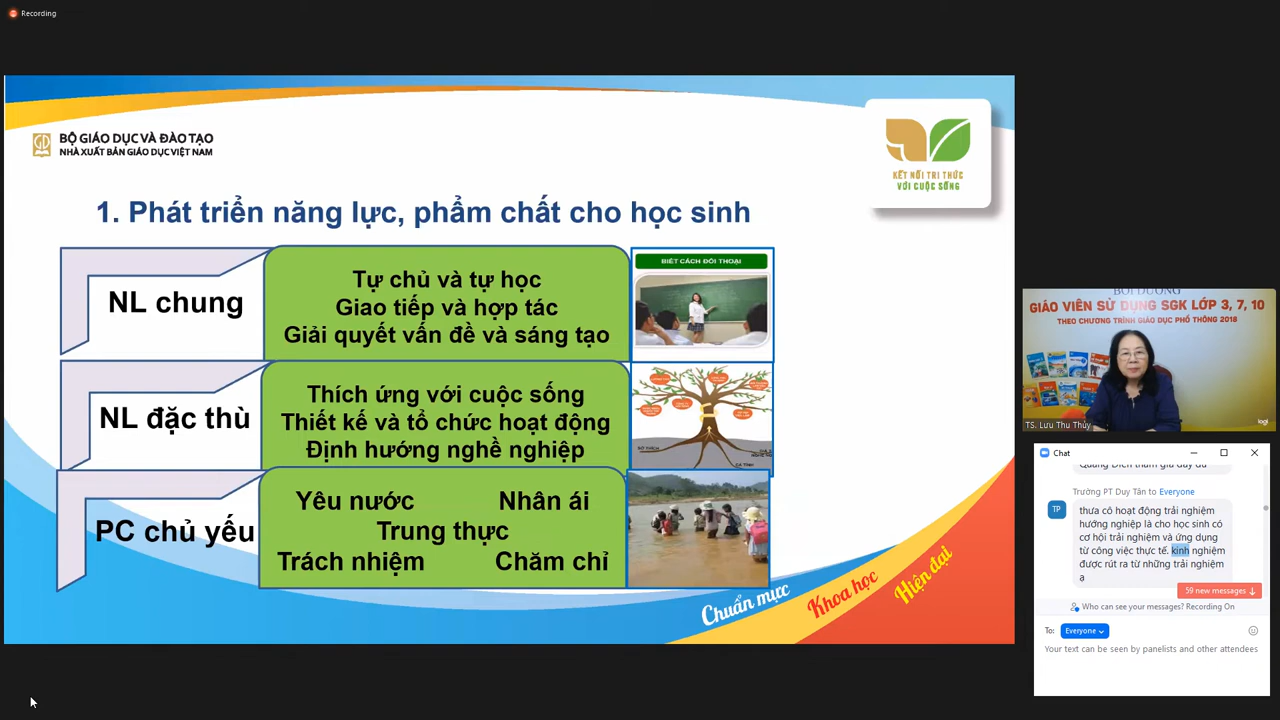 Recording
BỘ GIÁO DỤC VÀ ĐÀO TẠO
NHÀ XUẤT BẢN GIÁO DỤC VIỆT NAM
KẾT NỐI TRI THỨC
VỚI CUỘC SỐNG
1. Phát triển năng lực, phẩm chất cho học sinh
NL chung
Tự chủ và tự học
Giao tiếp và hợp tác
Giải quyết vấn đề và sáng tạo
BIẾT CÁCH ĐỐI THOẠI
NL đặc thù
Thích ứng với cuộc sống
Thiết kế và tổ chức hoạt động
Định hướng nghề nghiệp
PC chủ yếu
Yêu nước Nhân ái
Trung thực
Trách nhiệm Chăm chỉ
Chuẩn mực
Khoa học
Hiện đại
BỒI DƯỠNG
GIÁO VIÊN SỬ DỤNG SGK LỚP 3, 7, 10
THEO CHƯƠNG TRÌNH GIÁO DỤC PHỔ THÔNG 2018
TS. Lưu Thu Thủy
logi
Chat
Trường PT Duy Tân to Everyone
TP
thưa cô hoạt động trải nghiệm
hướng nghiệp là cho học sinh có
cơ hội trải nghiệm và ứng dụng
từ công việc thực tế. kinh nghiệm
được rút ra từ những trải nghiệm
ạ
59 new messages
Who can see your messages? Recording On
To: Everyone
Your text can be seen by panelists and other attendees